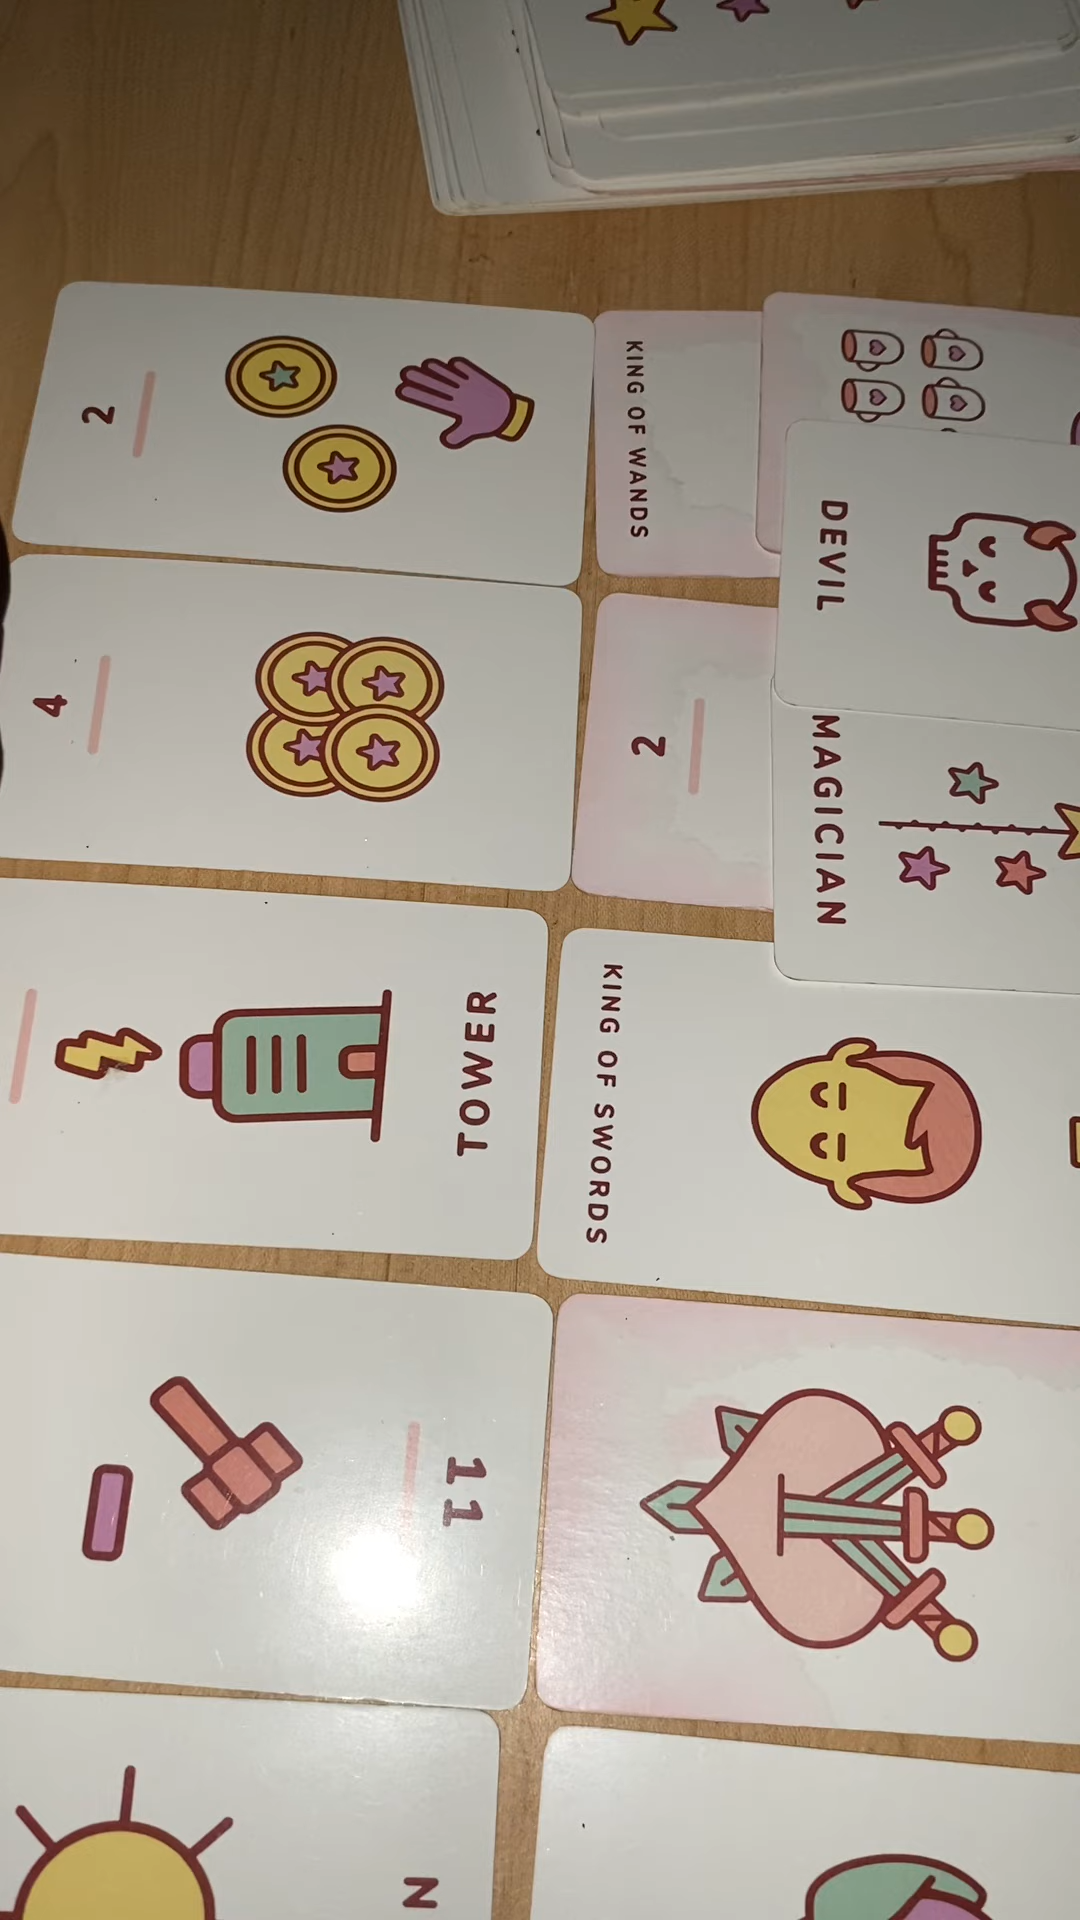 2
KING OF WANDS
DEVIL
4
2
MAGICIAN
TOWER
KING OF SWORDS
11
N